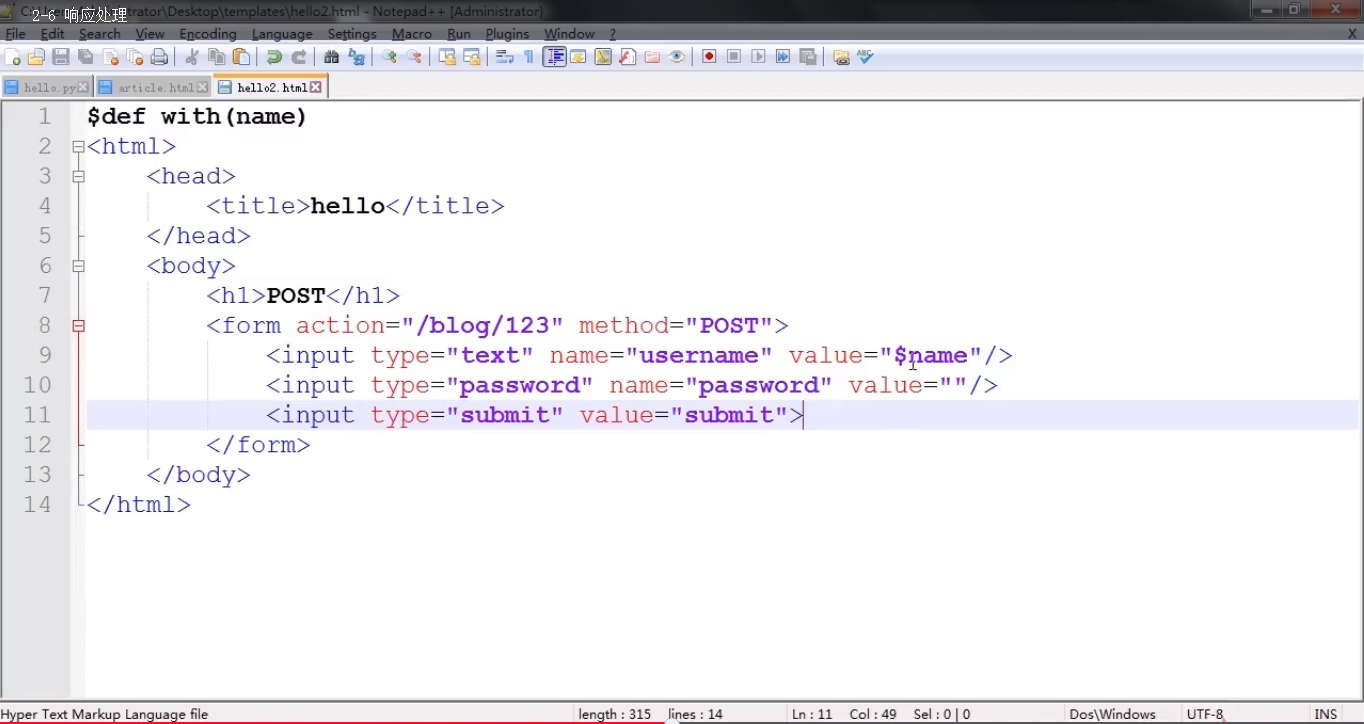 2-6 响应处理
trator\Desktop\templates\hello2.html - Notepad++ [Administrator]
File Edit Search View Encoding Language Settings Macro Run Plugins Window ? X
hello.py article.html hello2.html
1 $def with(name)
2 <html>
3 <head>
4 <title>hello</title>
5 </head>
6 <body>
7 <h1>POST</h1>
8 <form action="/blog/123" method="POST">
9 <input type="text" name="username" value="$name"/>
10 <input type="password" name="password" value=""/>
11 <input type="submit" value="submit">
12 </form>
13 </body>
14 </html>
Hyper Text Markup Language file length : 315 lines : 14 Ln : 11 Col : 49 Sel : 0 | 0 Dos\Windows UTF-8 INS